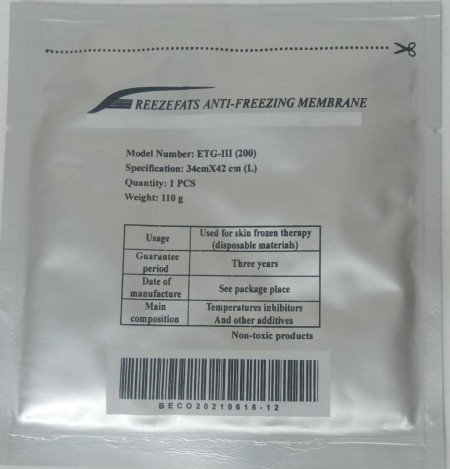 FREEZEFATS ANTI-FREEZING MEMBRANE
Model Number: ETG-III (200)
Specification: 34cmX42 cm (L)
Quantity: 1 PCS
Weight: 110 g
Usage
Used for skin frozen therapy
(disposable materials)
Guarantee
period
Three years
Date of
manufacture
See package place
Main
composition
Temperatures inhibitors
And other additives
Non-toxic products
BECO20210616-12